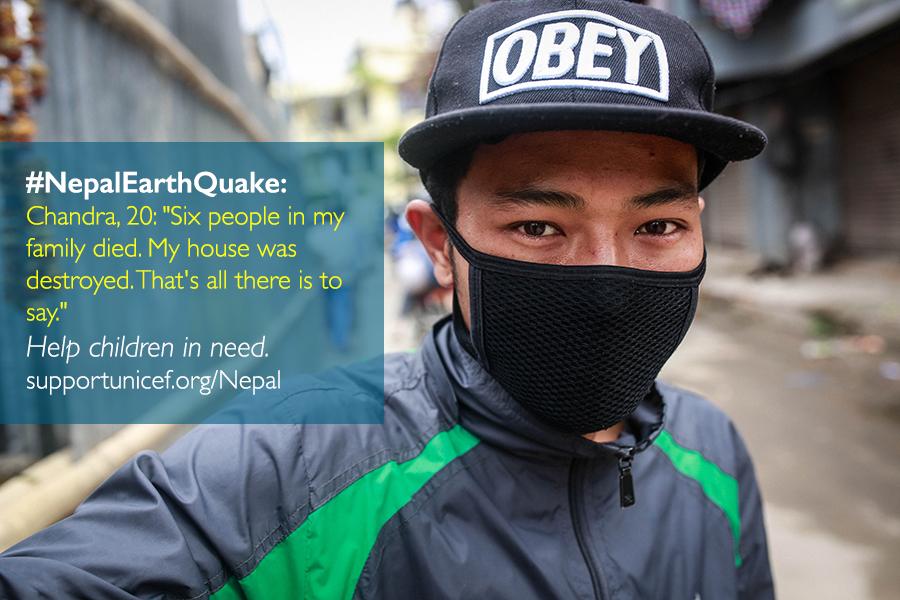 OBEY
#NepalEarthQuake:
Chandra, 20: "Six people in my
family died. My house was
destroyed.That's all there is to
say."
Help children in need.
supportunicef.org/Nepal